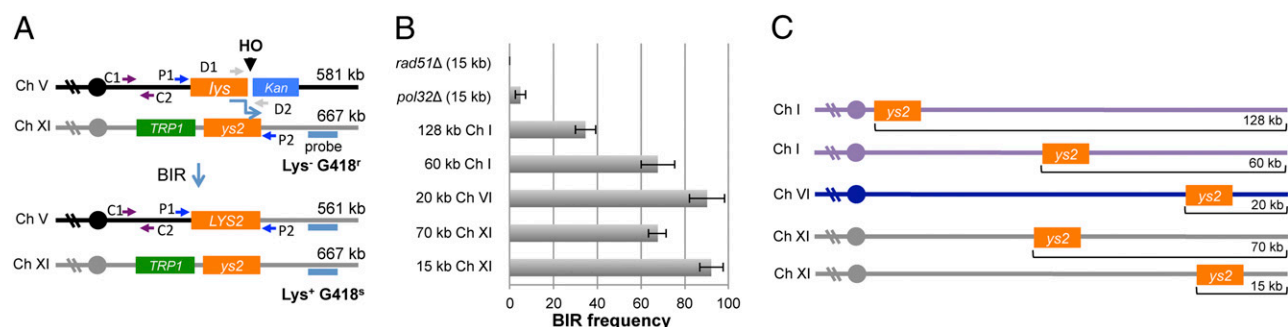 A
HO
D1
C1 P1
581 kb
Ch V
lys
Kan
C2
D2
667 kb
Ch XI
TRP1
ys2
P2
probe
Lys⁻ G418ʳ
BIR
C1 P1
561 kb
Ch V
LYS2
C2
P2
667 kb
Ch XI
TRP1
ys2
Lys⁺ G418ˢ
B
rad51Δ (15 kb)
pol32Δ (15 kb)
128 kb Ch I
60 kb Ch I
20 kb Ch VI
70 kb Ch XI
15 kb Ch XI
0 20 40 60 80 100
BIR frequency
C
Ch I
ys2
128 kb
Ch I
ys2
60 kb
Ch VI
ys2
20 kb
Ch XI
ys2
70 kb
Ch XI
ys2
15 kb